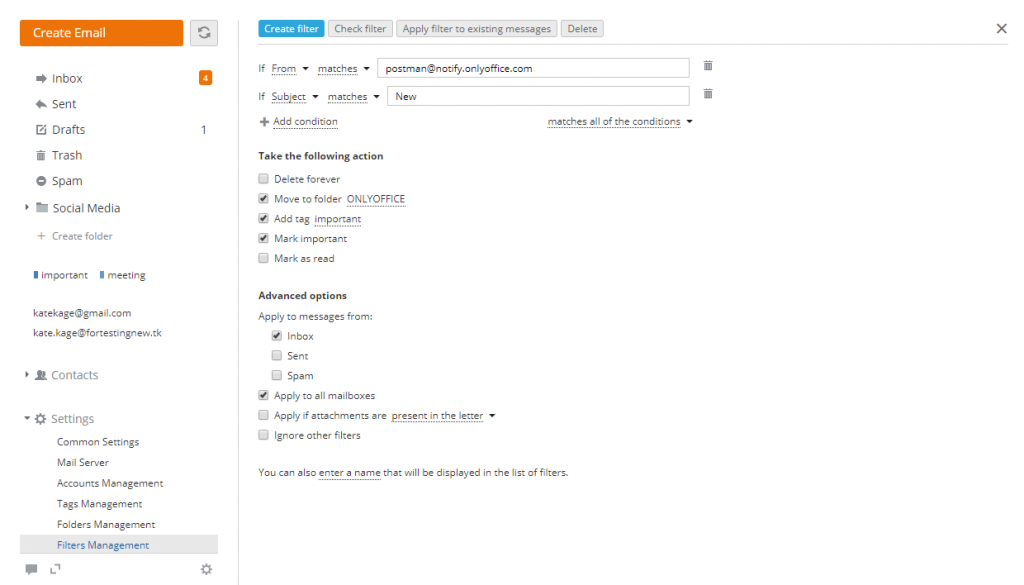 Create Email
Inbox 4
Sent
Drafts 1
Trash
Spam
Social Media
Create folder
important meeting
katekage@gmail.com
kate.kage@fortestingnew.tk
Contacts
Settings
Common Settings
Mail Server
Accounts Management
Tags Management
Folders Management
Filters Management
Create filter Check filter Apply filter to existing messages Delete
If From matches postman@notify.onlyoffice.com
If Subject matches New
Add condition matches all of the conditions
Take the following action
Delete forever
Move to folder ONLYOFFICE
Add tag important
Mark important
Mark as read
Advanced options
Apply to messages from:
Inbox
Sent
Spam
Apply to all mailboxes
Apply if attachments are present in the letter
Ignore other filters
You can also enter a name that will be displayed in the list of filters.